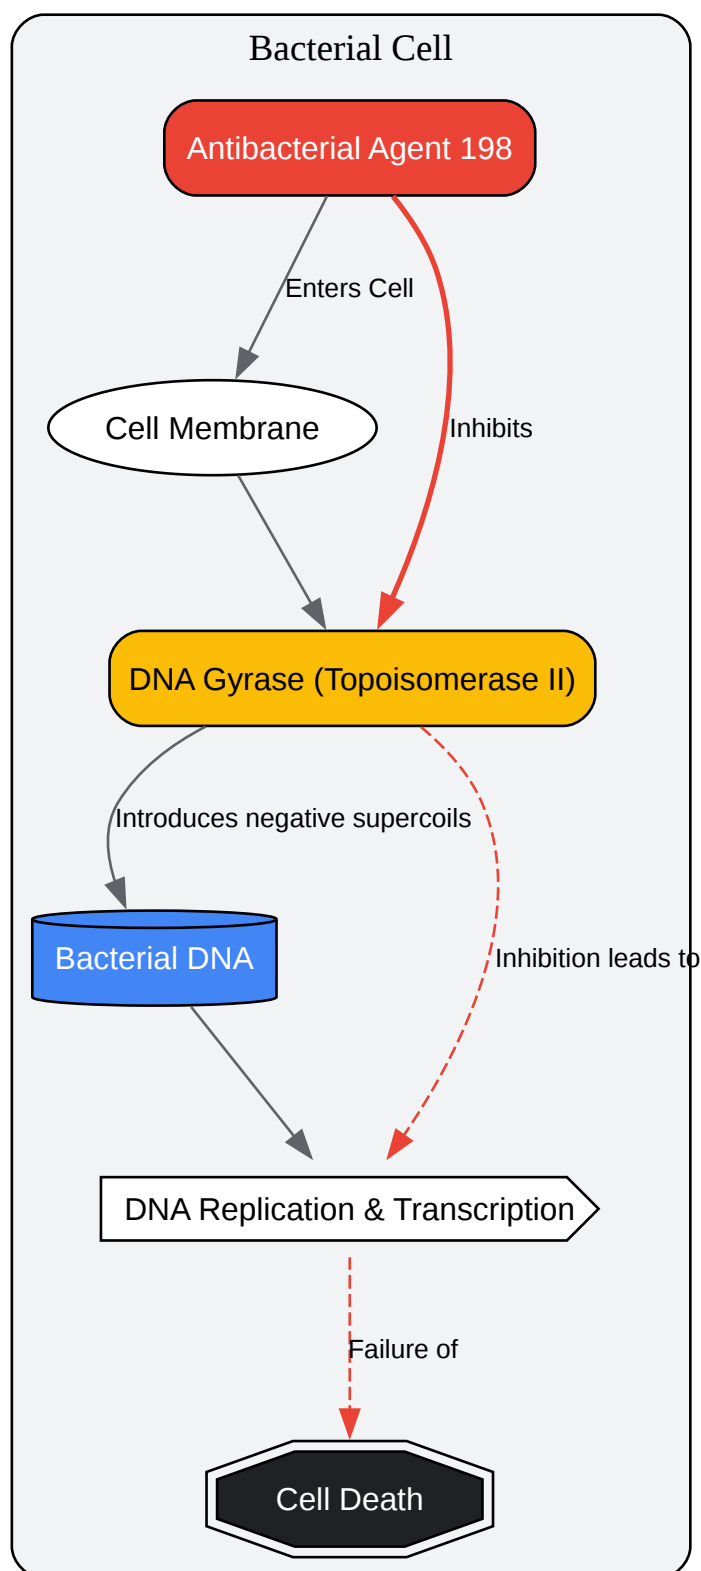 Bacterial Cell
Antibacterial Agent 198
Enters Cell
Cell Membrane
Inhibits
DNA Gyrase (Topoisomerase II)
Introduces negative supercoils
Bacterial DNA
Inhibition leads to
DNA Replication & Transcription
Failure of
Cell Death